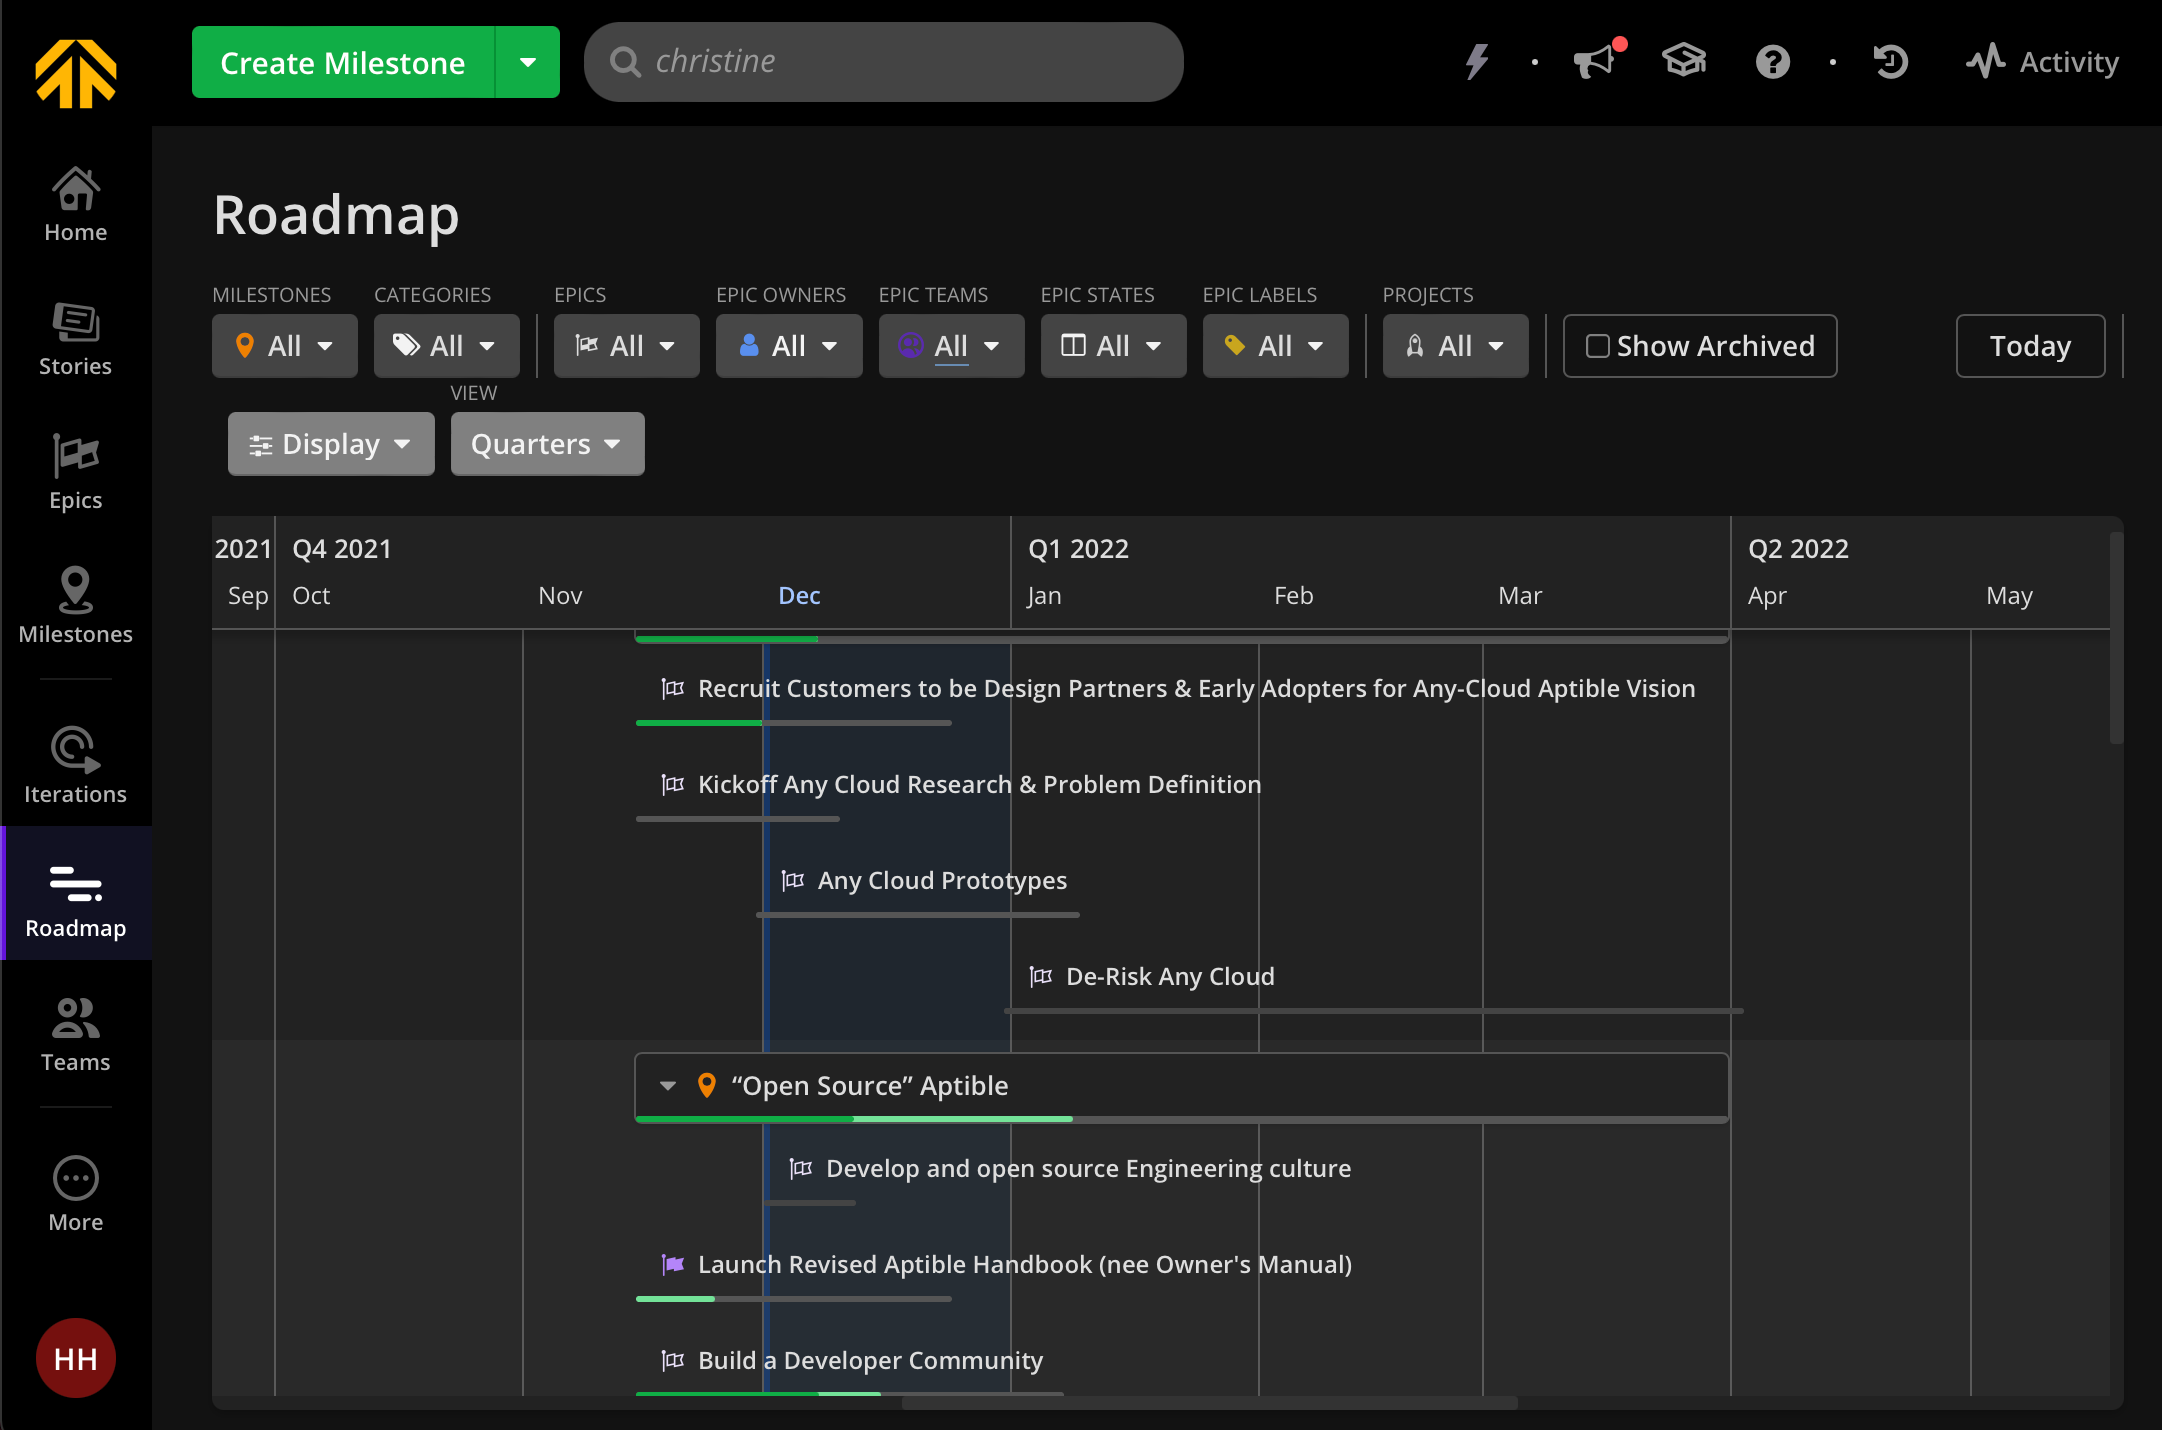 Create Milestone
christine
Activity
Home
Stories
Epics
Milestones
Iterations
Roadmap
Teams
More
HH
Roadmap
MILESTONES CATEGORIES EPICS EPIC OWNERS EPIC TEAMS EPIC STATES EPIC LABELS PROJECTS
All All All All All All All All Show Archived Today
VIEW
Display Quarters
2021 Q4 2021 Q1 2022 Q2 2022
Sep Oct Nov Dec Jan Feb Mar Apr May
Recruit Customers to be Design Partners & Early Adopters for Any-Cloud Aptible Vision
Kickoff Any Cloud Research & Problem Definition
Any Cloud Prototypes
De-Risk Any Cloud
“Open Source” Aptible
Develop and open source Engineering culture
Launch Revised Aptible Handbook (nee Owner's Manual)
Build a Developer Community